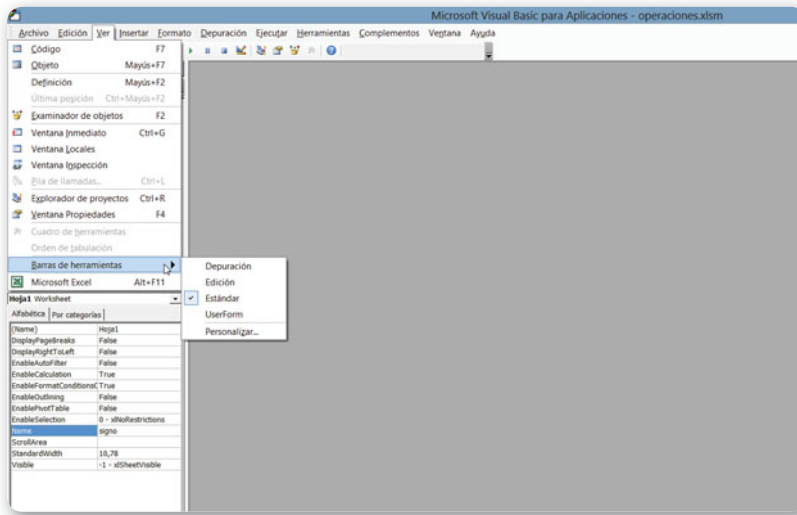 Microsoft Visual Basic para Aplicaciones - operaciones.xlsm
Archivo Edición Ver Insertar Formato Depuración Ejecutar Herramientas Complementos Ventana Ayuda
Código F7
Objeto Mayús+F7
Definición Mayús+F2
Última posición Ctrl+Mayús+F2
Examinador de objetos F2
Ventana Inmediato Ctrl+G
Ventana Locales
Ventana Inspección
Pila de llamadas... Ctrl+L
Explorador de proyectos Ctrl+R
Ventana Propiedades F4
Cuadro de herramientas
Orden de tabulación
Barras de herramientas
Microsoft Excel Alt+F11
Depuración
Edición
Estándar
UserForm
Personalizar...
Hoja1 Worksheet
Alfabética Por categorías
(Name) Hoja1
DisplayPageBreaks False
DisplayRightToLeft False
EnableAutoFilter False
EnableCalculation True
EnableFormatConditionsC True
EnableOutlining False
EnablePivotTable False
EnableSelection 0 - xlNoRestrictions
Name signo
ScrollArea
StandardWidth 10,78
Visible -1 - xlSheetVisible